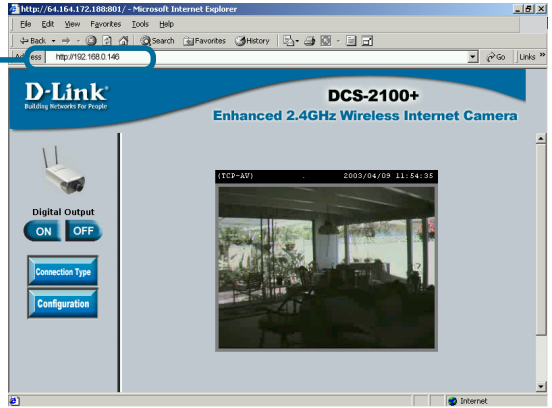 http://64.164.172.188:801/ - Microsoft Internet Explorer
File Edit View Favorites Tools Help
Back Search Favorites History
ess http://192.168.0.146 Go Links »
D-Link
Building Networks For People
DCS-2100+
Enhanced 2.4GHz Wireless Internet Camera
(TCP-AV) 2003/04/09 11:54:35
Digital Output
ON OFF
Connection Type
Configuration
Internet